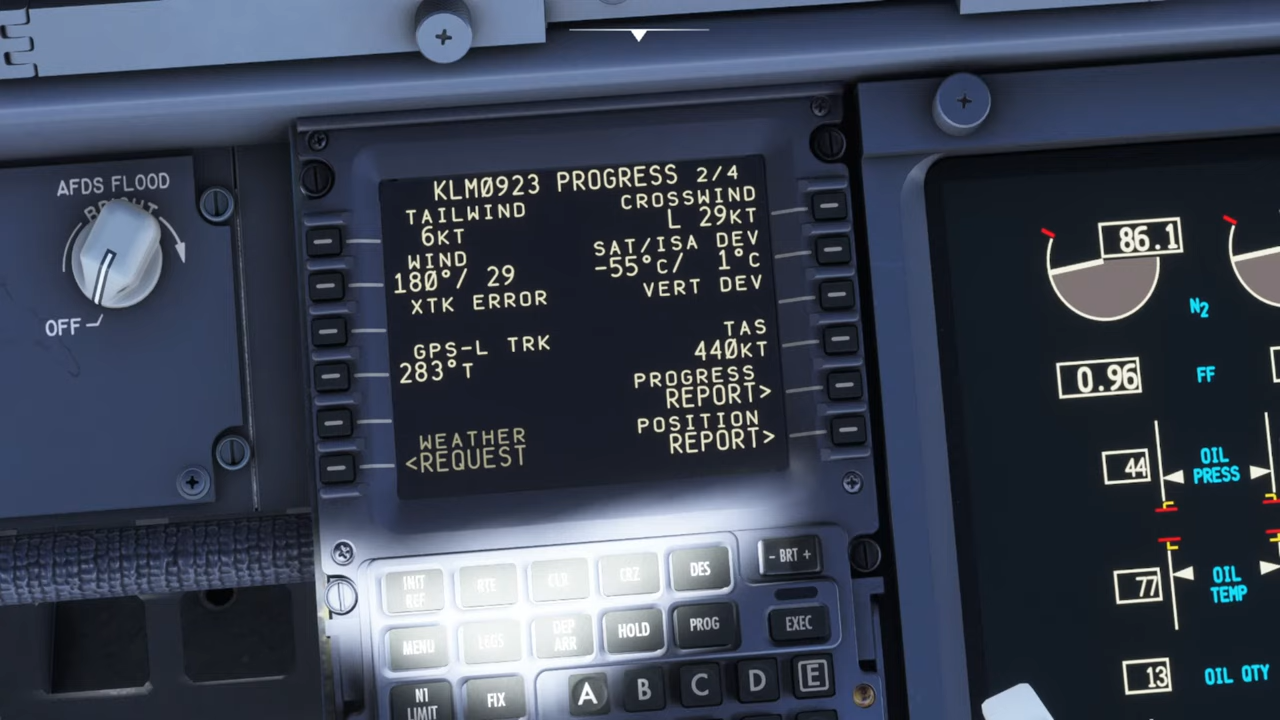 AFDS FLOOD
BRIGHT
OFF
KLM0923 PROGRESS 2/4
TAILWIND CROSSWIND
6KT L 29KT
WIND SAT/ISA DEV
180°/ 29 -55°C/ 1°C
XTK ERROR VERT DEV
GPS-L TRK TAS
283°T 440KT
PROGRESS
REPORT>
WEATHER POSITION
<REQUEST REPORT>
INIT REF RTE CLB CRZ DES - BRT +
MENU LEGS DEP ARR HOLD PROG EXEC
N1 LIMIT FIX A B C D E
86.1
N2
0.96 FF
44 OIL PRESS
77 OIL TEMP
13 OIL QTY